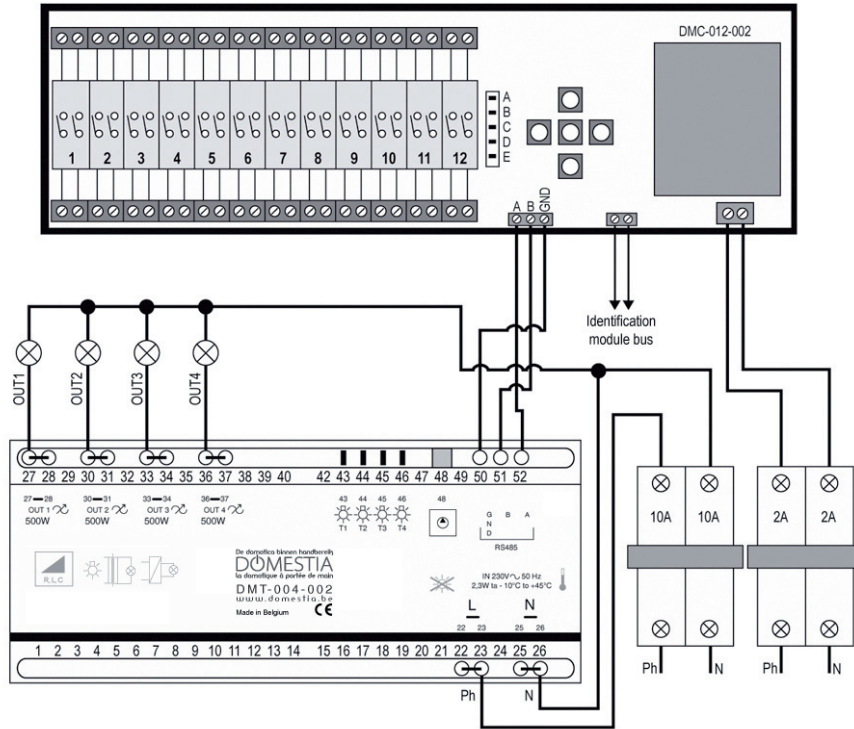 DMC-012-002
A
B
C
D
E
1 2 3 4 5 6 7 8 9 10 11 12
A B GND
Identification
module bus
OUT1 OUT2 OUT3 OUT4
27 28 29 30 31 32 33 34 35 36 37 38 39 40 42 43 44 45 46 47 48 49 50 51 52
27 28 30 31 33 34 36 37 43 44 45 46 48
OUT 1 OUT 2 OUT 3 OUT 4
500W 500W 500W 500W
T1 T2 T3 T4
GND B A
RS485
R.L.C
De domotica binnen handbereik
DOMESTIA
la domotique à portée de main
DMT-004-002
www.domestia.be
Made in Belgium CE
IN 230V 50 Hz
2,3W ta - 10°C to +45°C
L N
22 23 25 26
1 2 3 4 5 6 7 8 9 10 11 12 13 14 15 16 17 18 19 20 21 22 23 24 25 26
Ph N
10A 10A 2A 2A
Ph N Ph N